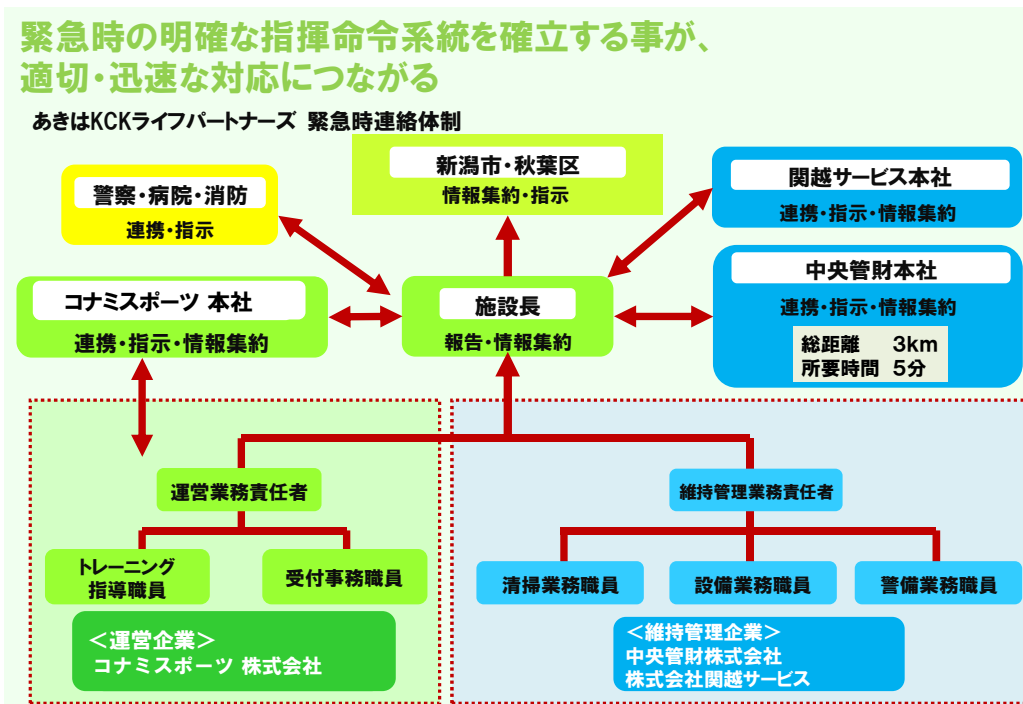 緊急時の明確な指揮命令系統を確立する事が、
適切・迅速な対応につながる
あきはKCKライフパートナーズ 緊急時連絡体制
新潟市・秋葉区
情報集約・指示
警察・病院・消防
連携・指示
関越サービス本社
連携・指示・情報集約
コナミスポーツ 本社
連携・指示・情報集約
施設長
報告・情報集約
中央管財本社
連携・指示・情報集約
総距離 3km
所要時間 5分
運営業務責任者
維持管理業務責任者
トレーニング
指導職員
受付事務職員
清掃業務職員
設備業務職員
警備業務職員
＜運営企業＞
コナミスポーツ 株式会社
＜維持管理企業＞
中央管財株式会社
株式会社関越サービス